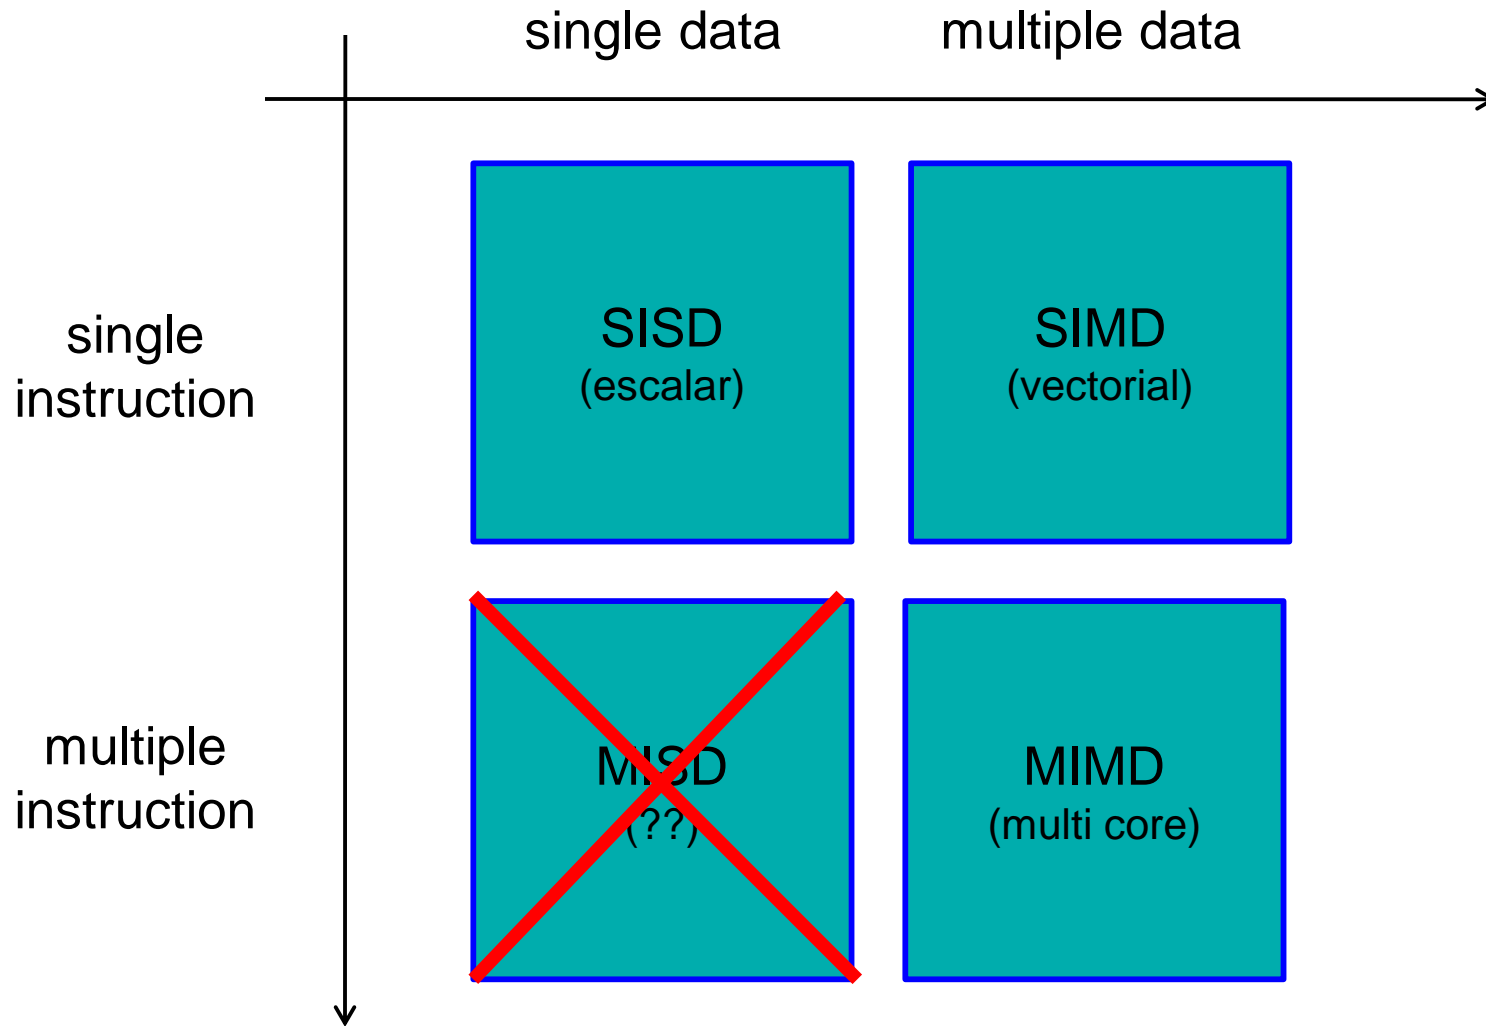 single data
multiple data
single
instruction
SISD
(escalar)
SIMD
(vectorial)
multiple
instruction
MISD
(??)
MIMD
(multi core)